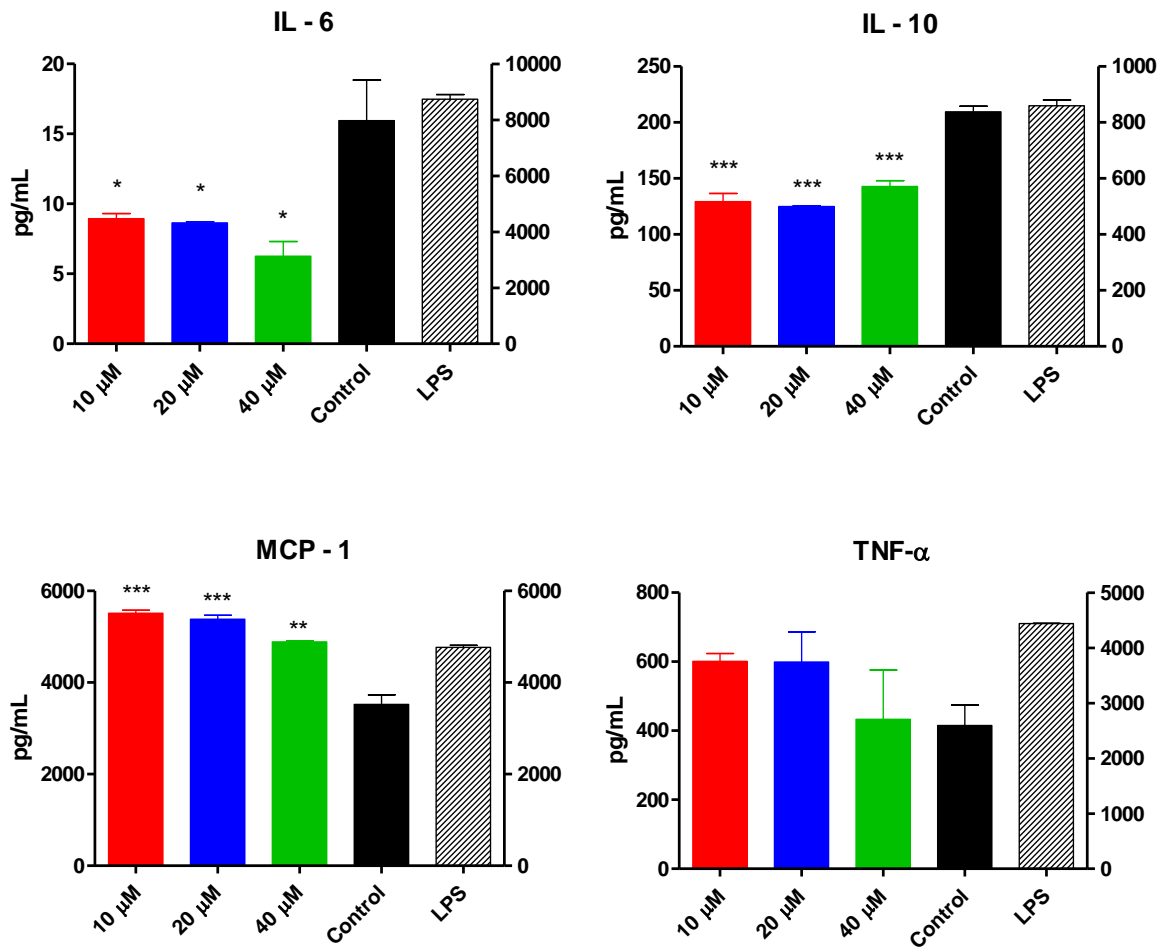 IL - 6
20
15
10
5
0
pg/mL
10000
8000
6000
4000
2000
0
*
*
*
10 µM
20 µM
40 µM
Control
LPS
IL - 10
250
200
150
100
50
0
pg/mL
1000
800
600
400
200
0
***
***
***
10 µM
20 µM
40 µM
Control
LPS
MCP - 1
6000
4000
2000
0
pg/mL
6000
4000
2000
0
***
***
**
10 µM
20 µM
40 µM
Control
LPS
TNF-α
800
600
400
200
0
pg/mL
5000
4000
3000
2000
1000
0
10 µM
20 µM
40 µM
Control
LPS